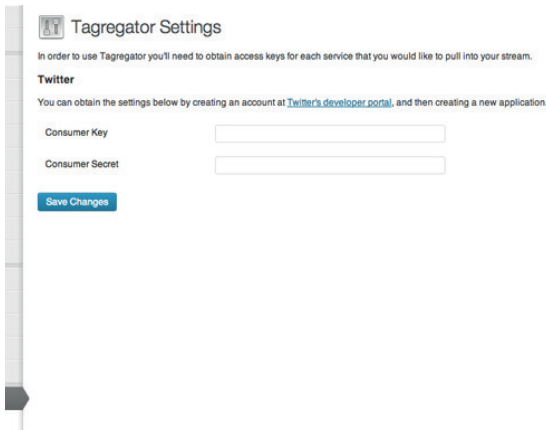 Tagregator Settings
In order to use Tagregator you'll need to obtain access keys for each service that you would like to pull into your stream.
Twitter
You can obtain the settings below by creating an account at Twitter's developer portal, and then creating a new application
Consumer Key
Consumer Secret
Save Changes